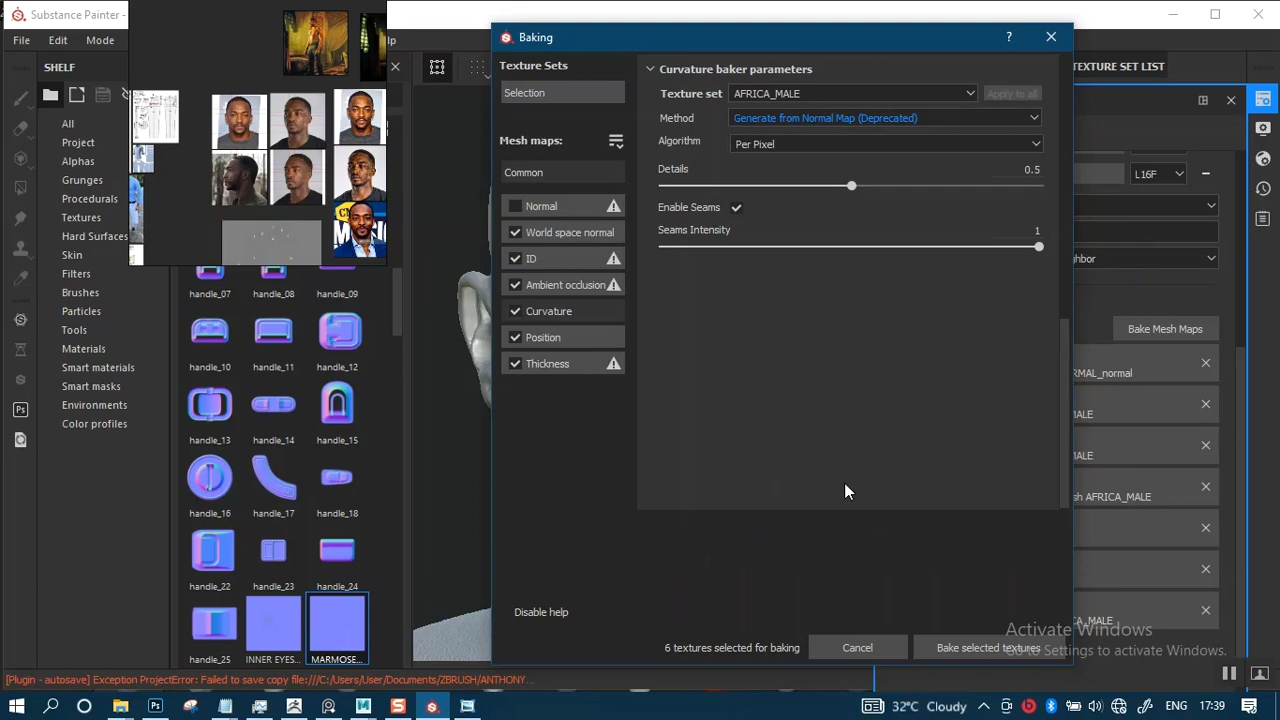 Substance Painter -
Baking
?
File
Edit
Mode
lp
SHELF
All
Project
Alphas
Grunges
Procedurals
Textures
Hard Surfaces
Skin
Filters
Brushes
Particles
Tools
Materials
Smart materials
Smart masks
Environments
Color profiles
Ps
handle_07
handle_08
handle_09
handle_10
handle_11
handle_12
handle_13
handle_14
handle_15
handle_16
handle_17
handle_18
handle_22
handle_23
handle_24
handle_25
INNER EYES...
MARMOSE...
MUSIC
Texture Sets
Selection
Mesh maps:
Common
Normal
World space normal
ID
Ambient occlusion
Curvature
Position
Thickness
Disable help
Curvature baker parameters
Texture set
AFRICA_MALE
Apply to all
Method
Generate from Normal Map (Deprecated)
Algorithm
Per Pixel
Details
0.5
Enable Seams
Seams Intensity
1
6 textures selected for baking
Cancel
Bake selected textures
TEXTURE SET LIST
L16F
hbor
Bake Mesh Maps
RMAL_normal
MALE
MALE
sh AFRICA_MALE
CA_MALE
Activate Windows
Go to Settings to activate Windows.
[Plugin - autosave] Exception ProjectError: Failed to save copy file:///C:/Users/User/Documents/ZBRUSH/ANTHONY...
32°C Cloudy
ENG
17:39